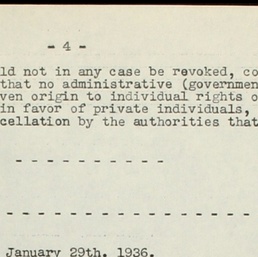 - 4 -
ld not in any case be revoked, co
that no administrative (governmen
ven origin to individual rights o
in favor of private individuals,
cellation by the authorities that
- - - - - - - - - - -
- - - - - - - - - - - - - - - - - -
January 29th. 1936.